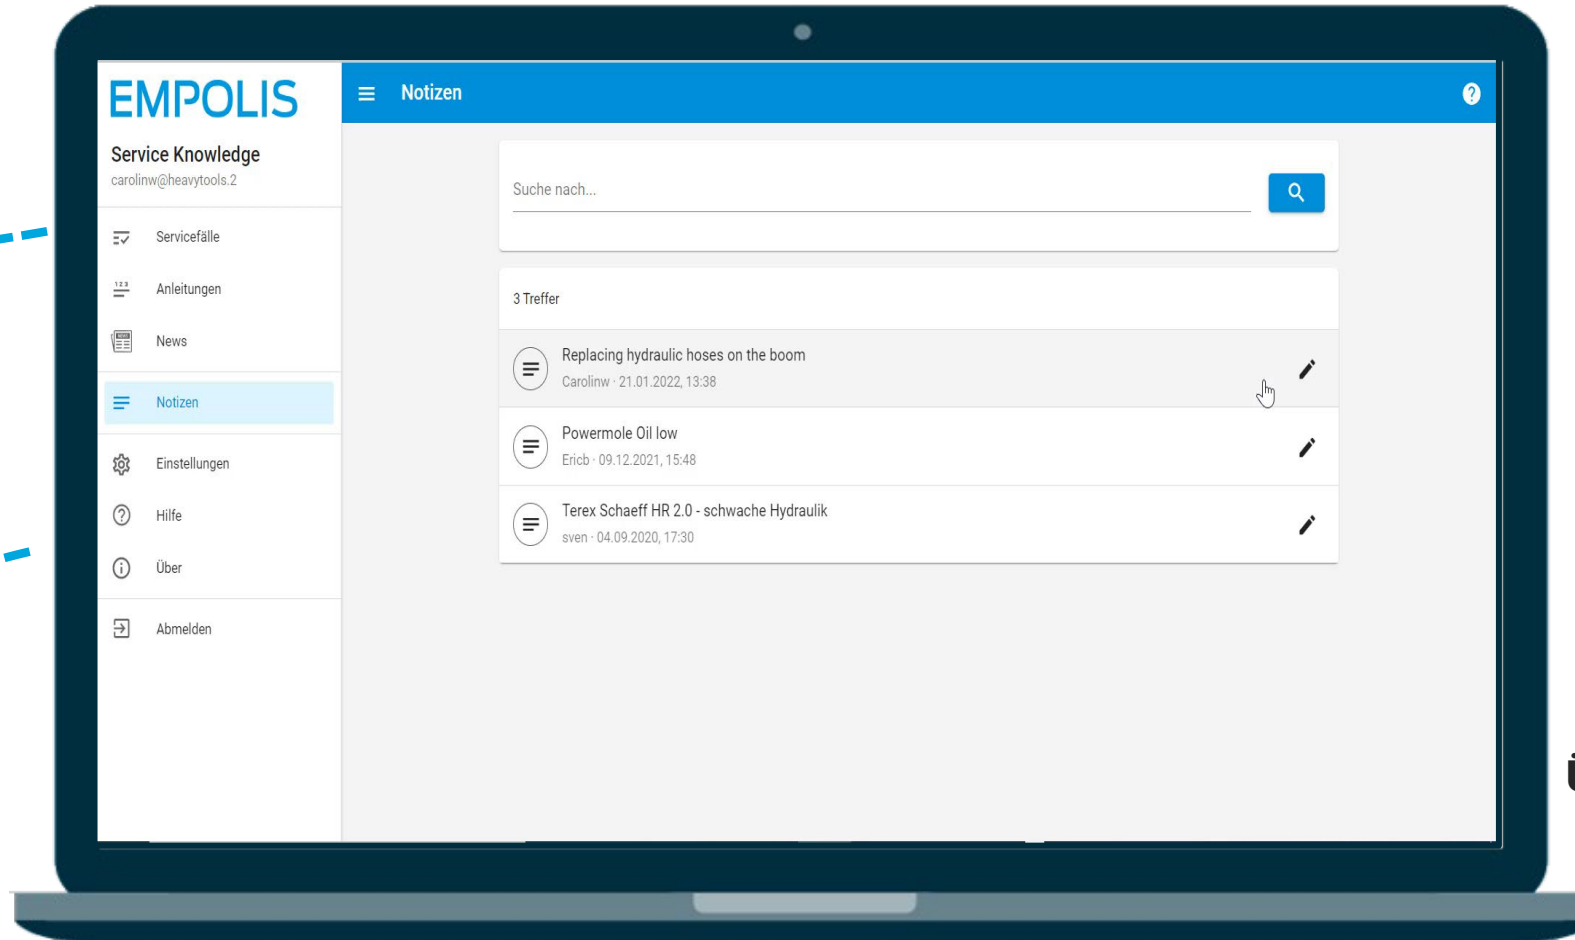 EMPOLIS
Service Knowledge
carolinw@heavytools.2
Servicefälle
Anleitungen
News
Notizen
Einstellungen
Hilfe
Über
Abmelden
Notizen
Suche nach...
3 Treffer
Replacing hydraulic hoses on the boom
Carolinw · 21.01.2022, 13:38
Powermole Oil low
Ericb · 09.12.2021, 15:48
Terex Schaeff HR 2.0 - schwache Hydraulik
sven · 04.09.2020, 17:30